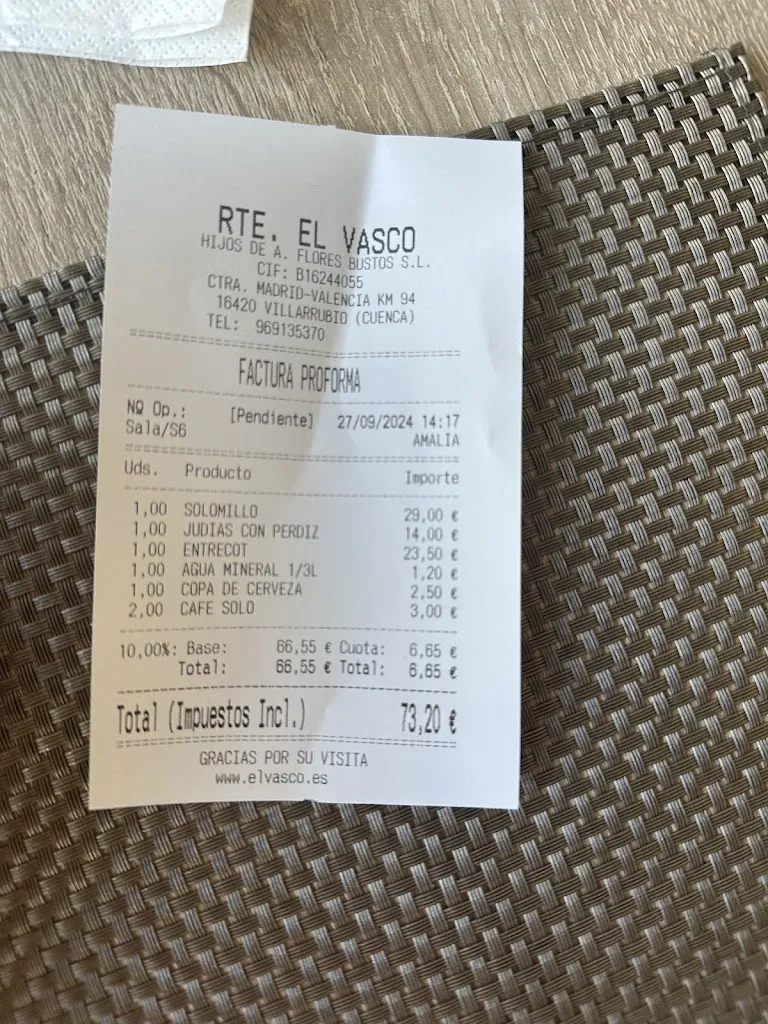 RTE. EL VASCO
HIJOS DE A. FLORES BUSTOS S.L.
CIF: B16244055
CTRA. MADRID-VALENCIA KM 94
16420 VILLARRUBIO (CUENCA)
TEL: 969135370
FACTURA PROFORMA
Nº Op.: [Pendiente] 27/09/2024 14:17
Sala/S6 AMALIA
Uds. Producto Importe
1,00 SOLOMILLO 29,00 €
1,00 JUDIAS CON PERDIZ 14,00 €
1,00 ENTRECOT 23,50 €
1,00 AGUA MINERAL 1/3L 1,20 €
1,00 COPA DE CERVEZA 2,50 €
2,00 CAFE SOLO 3,00 €
10,00%: Base: 66,55 € Cuota: 6,65 €
Total: 66,55 € Total: 6,65 €
Total (Impuestos Incl.) 73,20 €
GRACIAS POR SU VISITA
www.elvasco.es